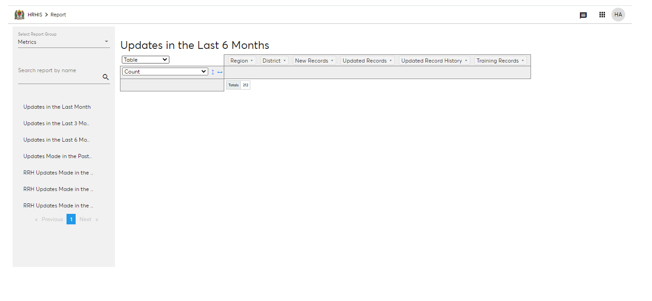 HRHIS > Report
HA
Select Report Group
Metrics
Search report by name
Updates in the Last Month
Updates in the Last 3 Mo..
Updates in the Last 6 Mo..
Updates Made in the Past..
RRH Updates Made in the ..
RRH Updates Made in the ..
RRH Updates Made in the ..
« Previous 1 Next »
Updates in the Last 6 Months
Table
Region District New Records Updated Records Updated Record History Training Records
Count
Totals